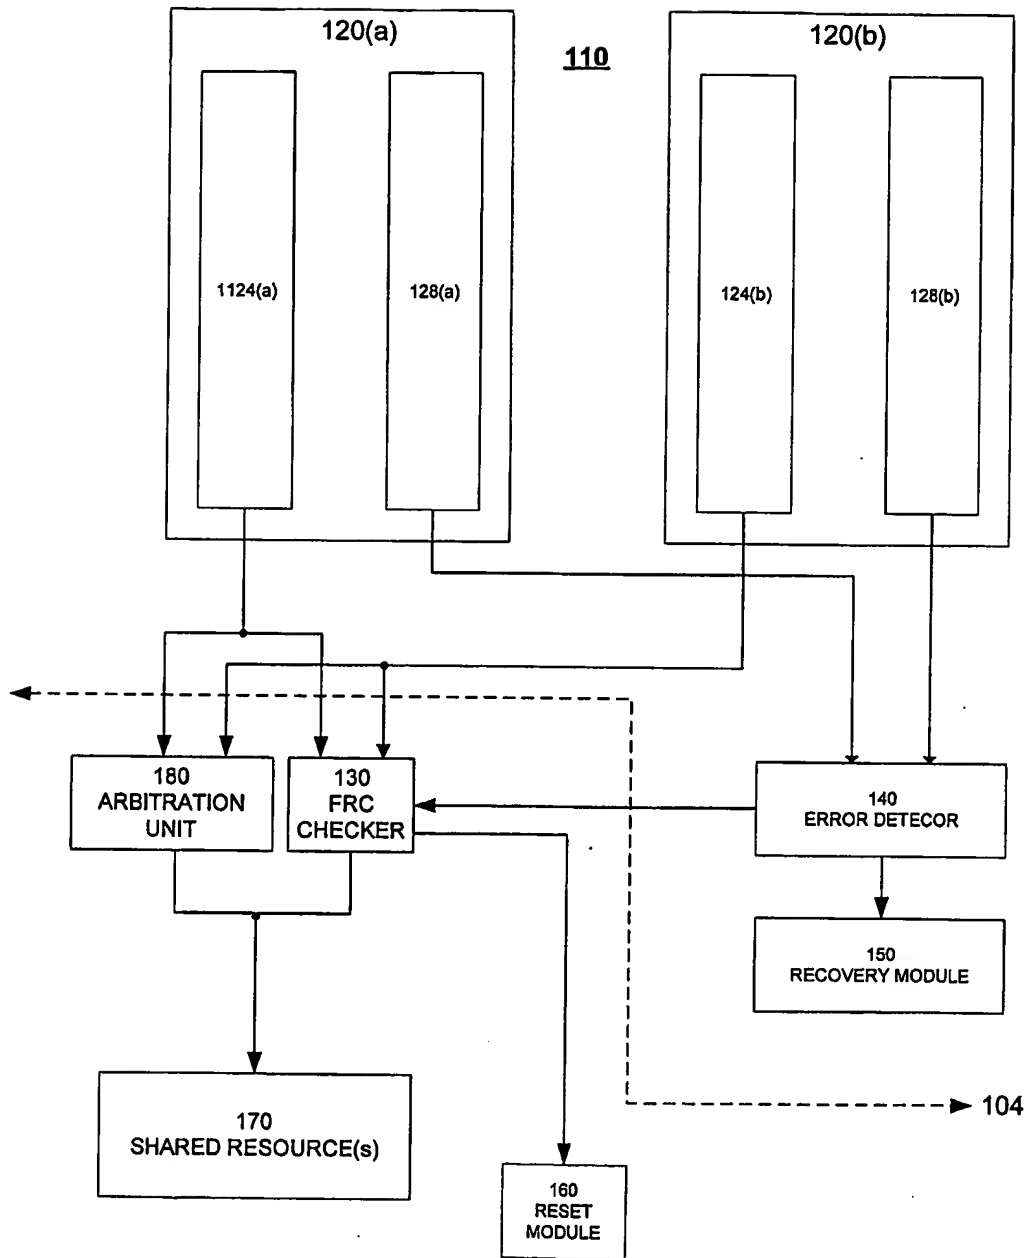 120(a)
110
120(b)
1124(a)
128(a)
124(b)
128(b)
180
ARBITRATION
UNIT
130
FRC
CHECKER
140
ERROR DETECOR
150
RECOVERY MODULE
170
SHARED RESOURCE(s)
104
160
RESET
MODULE